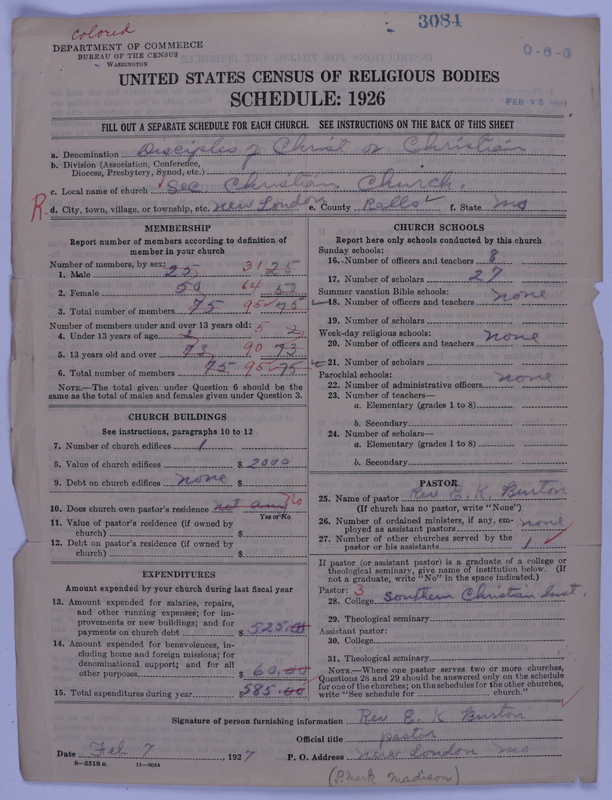 colored
3084
DEPARTMENT OF COMMERCE
BUREAU OF THE CENSUS
WASHINGTON
0-8-0
UNITED STATES CENSUS OF RELIGIOUS BODIES
SCHEDULE: 1926
FILL OUT A SEPARATE SCHEDULE FOR EACH CHURCH. SEE INSTRUCTIONS ON THE BACK OF THIS SHEET
a. Denomination Disciples of Christ or Christian
b. Division (Association, Conference, Diocese, Presbytery, Synod, etc.)
c. Local name of church Sec. Christian Church.
R. d. City, town, village, or township, etc. New London e. County Ralls f. State Mo
MEMBERSHIP
Report number of members according to definition of member in your church
Number of members, by sex:
1. Male 25 31 25
2. Female 50 64
3. Total number of members 75 95 75
Number of members under and over 13 years old:
4. Under 13 years of age 2 5 2
5. 13 years old and over 73 90 73
6. Total number of members 75 95 75
NOTE.—The total given under Question 6 should be the same as the total of males and females given under Question 3.
CHURCH BUILDINGS
See instructions, paragraphs 10 to 12
7. Number of church edifices 1
8. Value of church edifices $ 2000
9. Debt on church edifices none $
10. Does church own pastor's residence not any No
Yes or No
11. Value of pastor's residence (if owned by church) $
12. Debt on pastor's residence (if owned by church) $
EXPENDITURES
Amount expended by your church during last fiscal year
13. Amount expended for salaries, repairs, and other running expenses; for improvements or new buildings; and for payments on church debt $ 525.00
14. Amount expended for benevolences, including home and foreign missions; for denominational support; and for all other purposes $ 60.00
15. Total expenditures during year $ 585.00
CHURCH SCHOOLS
Report here only schools conducted by this church
Sunday schools:
16. Number of officers and teachers 8
17. Number of scholars 27
Summer vacation Bible schools:
18. Number of officers and teachers none
19. Number of scholars
Week-day religious schools:
20. Number of officers and teachers none
21. Number of scholars
Parochial schools:
22. Number of administrative officers none
23. Number of teachers—
a. Elementary (grades 1 to 8)
b. Secondary
24. Number of scholars—
a. Elementary (grades 1 to 8)
b. Secondary
PASTOR
25. Name of pastor Rev E. K. Burton
(If church has no pastor, write "None")
26. Number of ordained ministers, if any, employed as assistant pastors none
27. Number of other churches served by the pastor or his assistants 1
If pastor (or assistant pastor) is a graduate of a college or theological seminary, give name of institution below. (If not a graduate, write "No" in the space indicated.)
Pastor: 3
28. College Southern Christian Inst.
29. Theological seminary
Assistant pastor:
30. College
31. Theological seminary
NOTE.—Where one pastor serves two or more churches, Questions 28 and 29 should be answered only on the schedule for one of the churches; on the schedules for the other churches, write "See schedule for church."
Signature of person furnishing information Rev E. K Burton
Official title pastor
Date Feb 7, 1927 P. O. Address New London Mo
8-5518a 11-9054